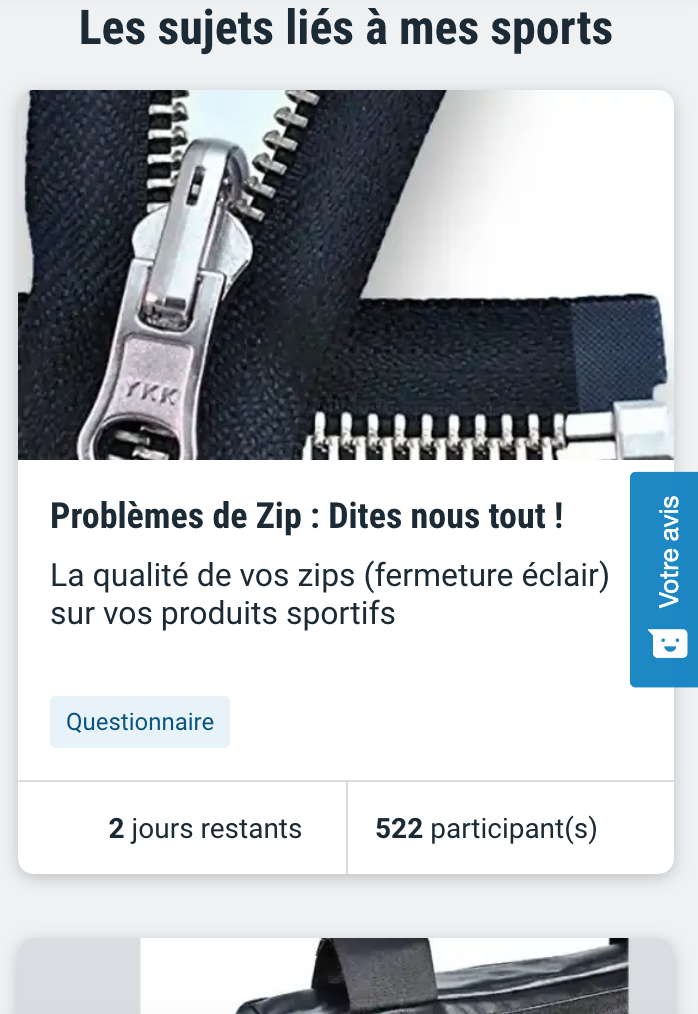 Les sujets liés à mes sports
YKK
Problèmes de Zip : Dites nous tout !
La qualité de vos zips (fermeture éclair)
sur vos produits sportifs
Votre avis
Questionnaire
2 jours restants
522 participant(s)